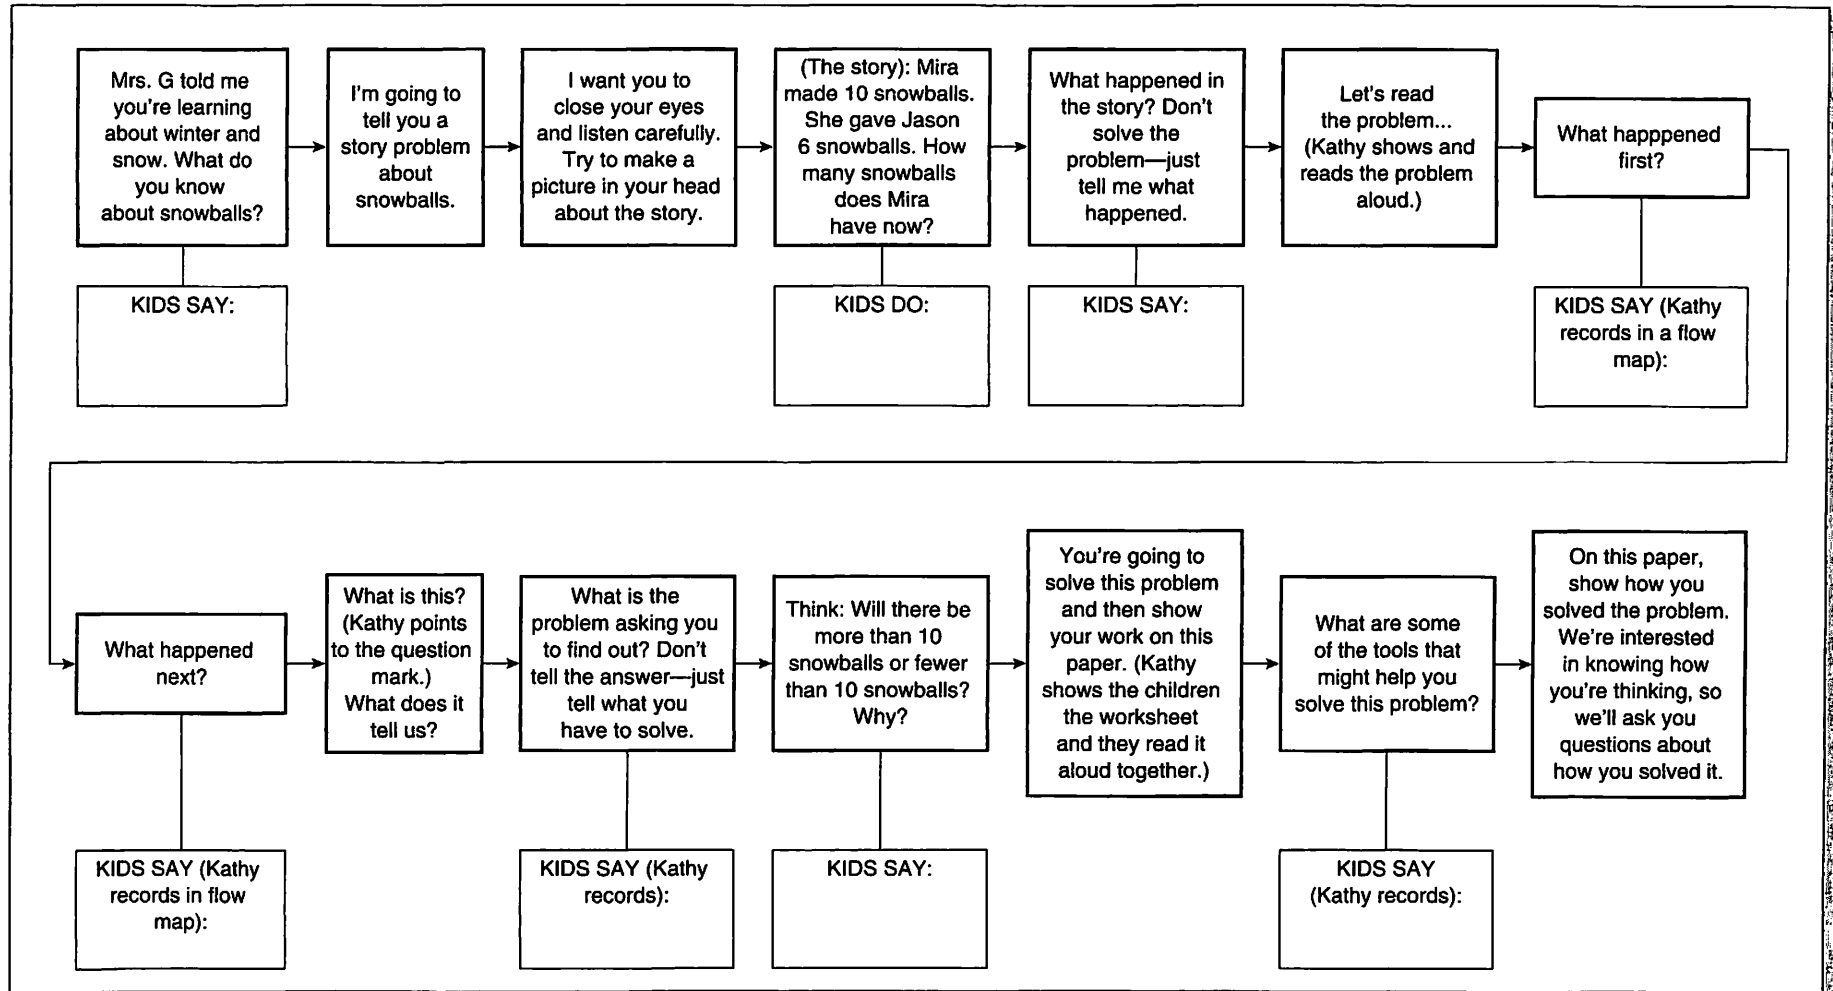 Mrs. G told me
you're learning
about winter and
snow. What do
you know
about snowballs?
I'm going to
tell you a
story problem
about
snowballs.
I want you to
close your eyes
and listen carefully.
Try to make a
picture in your head
about the story.
(The story): Mira
made 10 snowballs.
She gave Jason
6 snowballs. How
many snowballs
does Mira
have now?
What happened in
the story? Don't
solve the
problem—just
tell me what
happened.
Let's read
the problem...
(Kathy shows and
reads the problem
aloud.)
What happpened
first?
KIDS SAY:
KIDS DO:
KIDS SAY:
KIDS SAY (Kathy
records in a flow
map):
What happened
next?
What is this?
(Kathy points
to the question
mark.)
What does it
tell us?
What is the
problem asking you
to find out? Don't
tell the answer—just
tell what you
have to solve.
Think: Will there be
more than 10
snowballs or fewer
than 10 snowballs?
Why?
You're going to
solve this problem
and then show
your work on this
paper. (Kathy
shows the children
the worksheet
and they read it
aloud together.)
What are some
of the tools that
might help you
solve this problem?
On this paper,
show how you
solved the problem.
We're interested
in knowing how
you're thinking, so
we'll ask you
questions about
how you solved it.
KIDS SAY (Kathy
records in flow
map):
KIDS SAY (Kathy
records):
KIDS SAY:
KIDS SAY
(Kathy records):